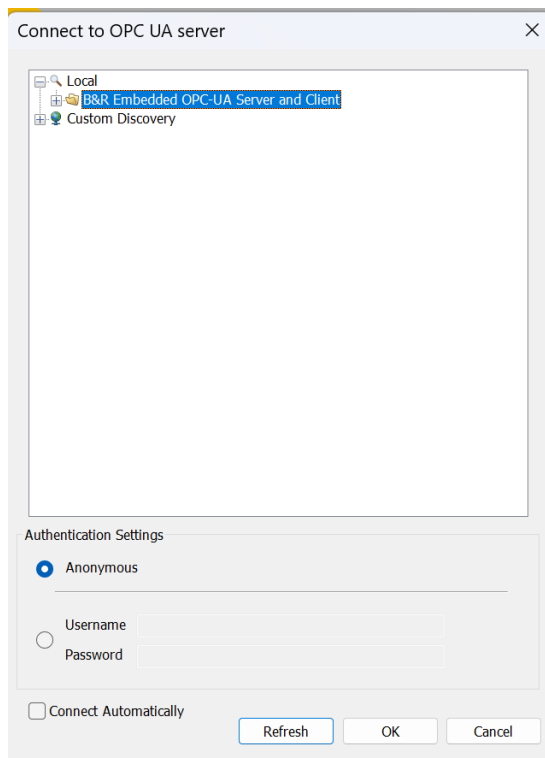 Connect to OPC UA server
Local
B&R Embedded OPC-UA Server and Client
Custom Discovery
Authentication Settings
Anonymous
Username
Password
Connect Automatically
Refresh OK Cancel